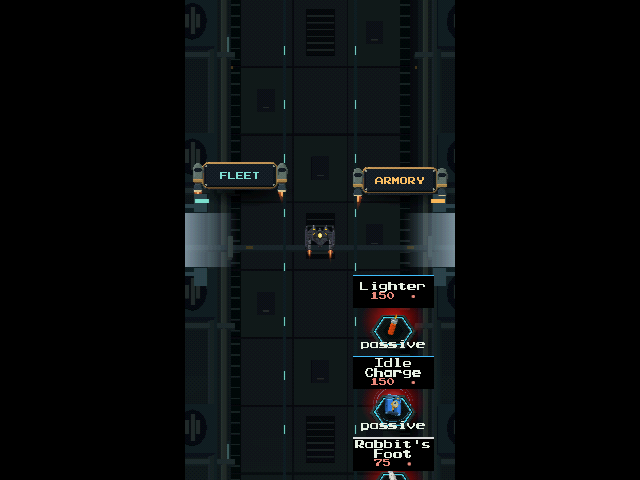 FLEET
ARMORY
Lighter
150
passive
Idle
Charge
150
passive
Rabbit's
Foot
75